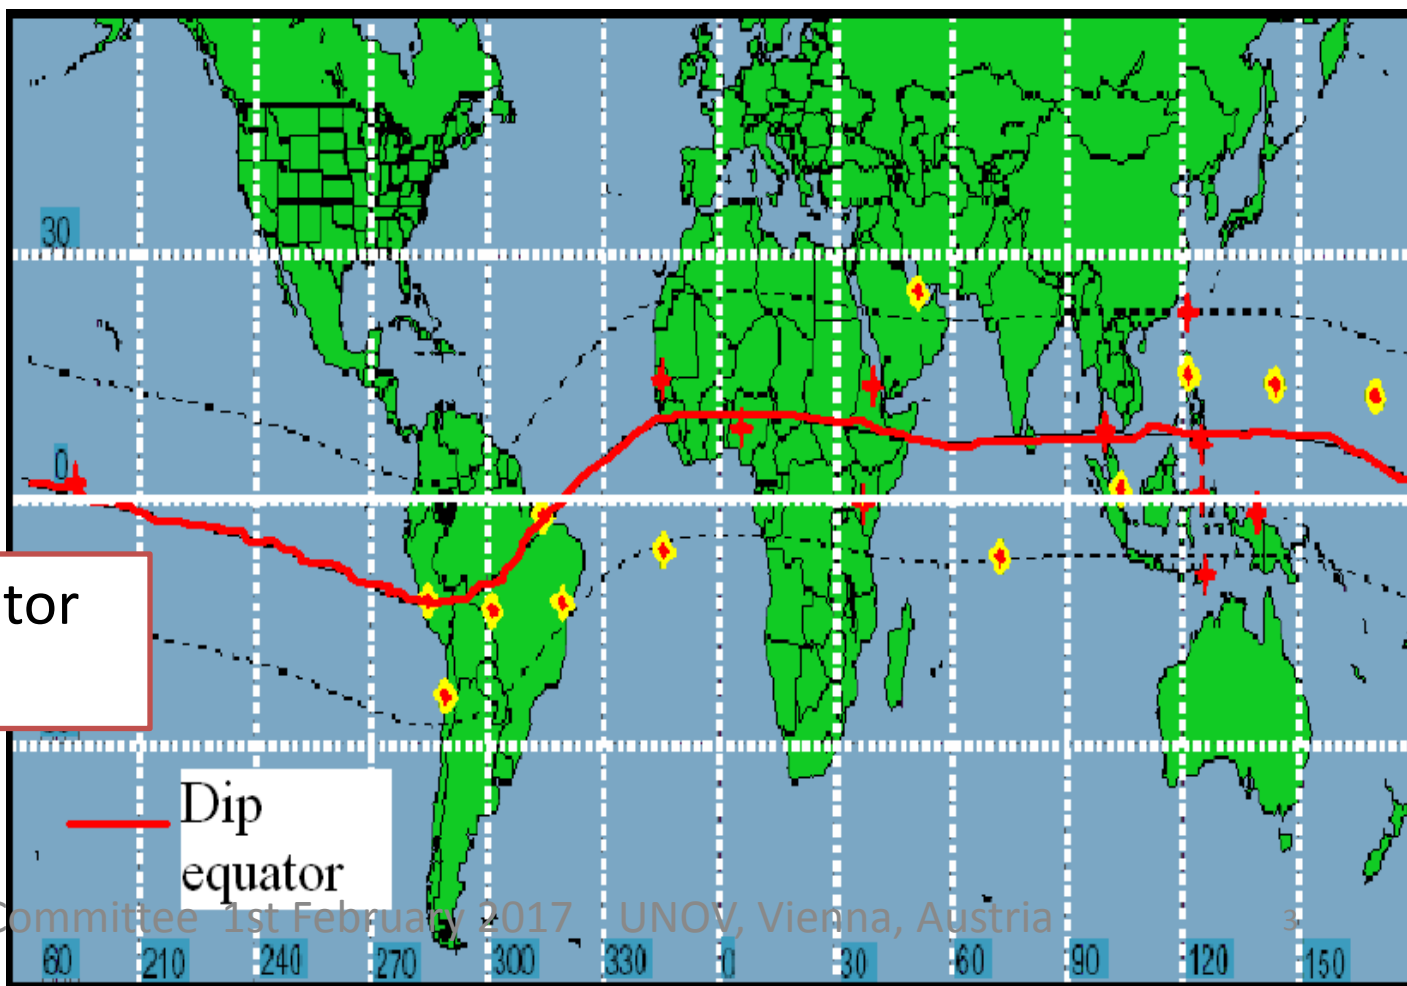 30
0
tor
Dip
equator
Committee 1st February 2017 UNOV, Vienna, Austria 3
60 210 240 270 300 330 0 30 60 90 120 150